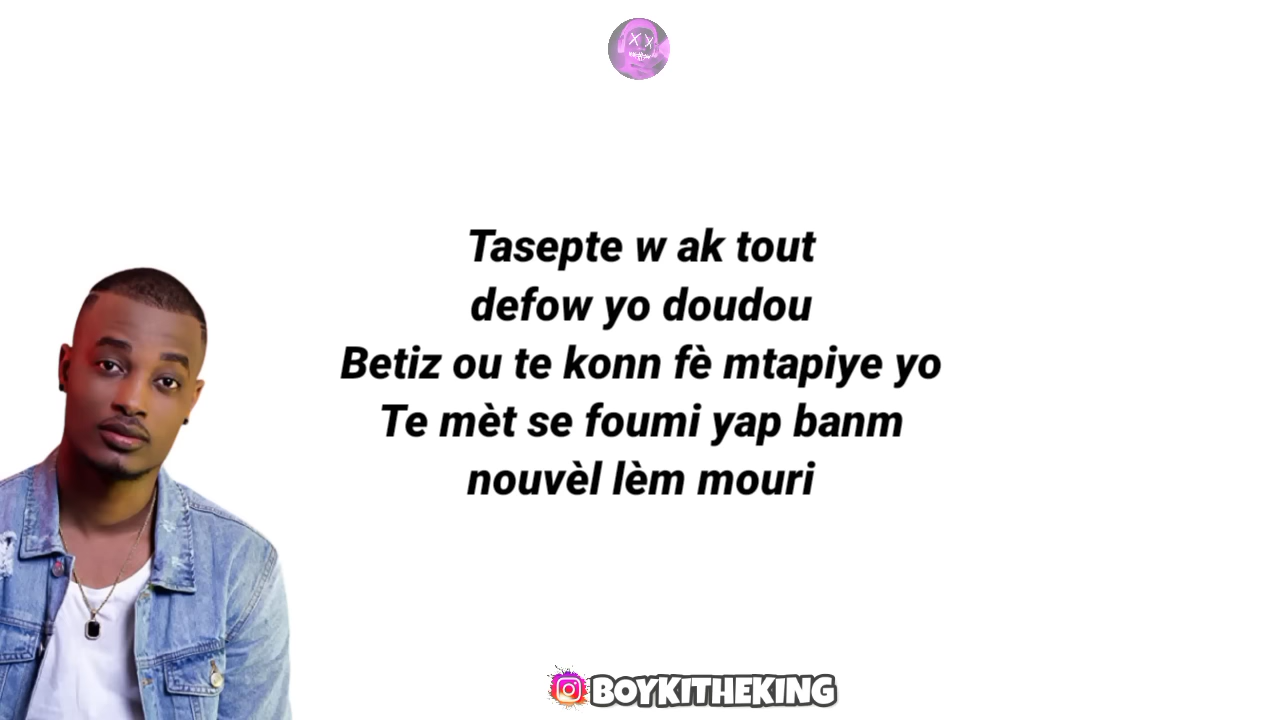 Tasepte w ak tout
defow yo doudou
Betiz ou te konn fè mtapiye yo
Te mèt se foumi yap banm
nouvèl lèm mouri
BOYKITHEKING